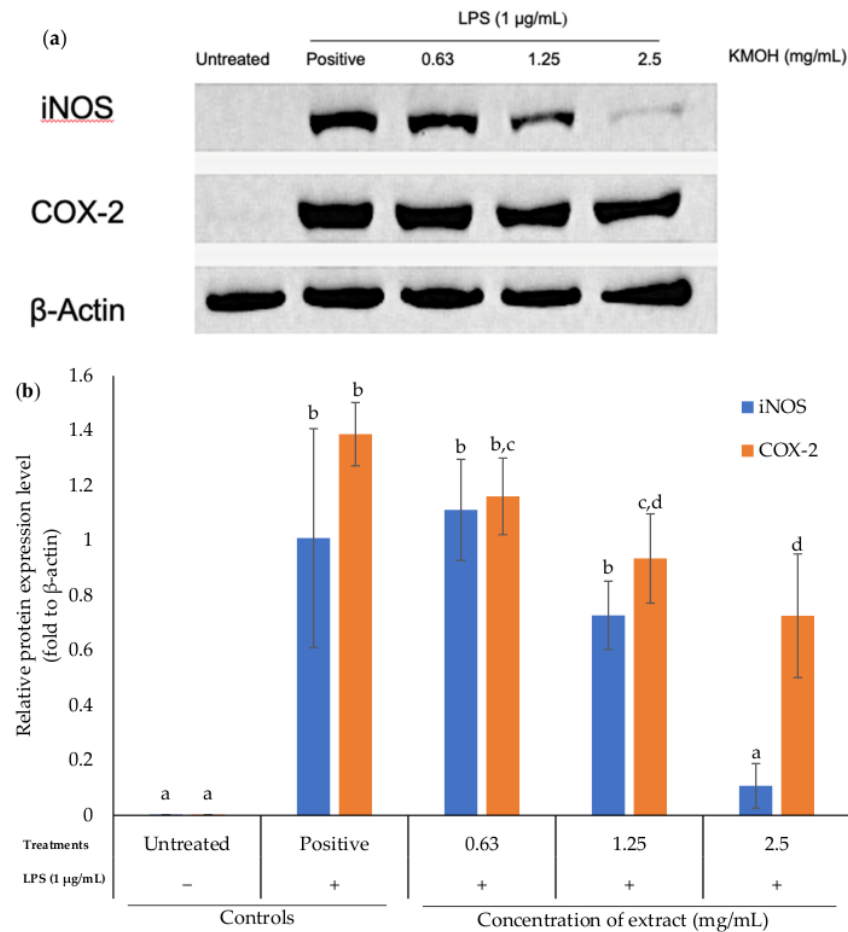 (a)
LPS (1 µg/mL)
Untreated Positive 0.63 1.25 2.5 KMOH (mg/mL)
iNOS
COX-2
β-Actin
(b)
Relative protein expression level
(fold to β-actin)
1.6
1.4
1.2
1
0.8
0.6
0.4
0.2
0
a a
b b
b b,c
b c,d
a d
iNOS
COX-2
Treatments Untreated Positive 0.63 1.25 2.5
LPS (1 µg/mL) − + + + +
Controls Concentration of extract (mg/mL)